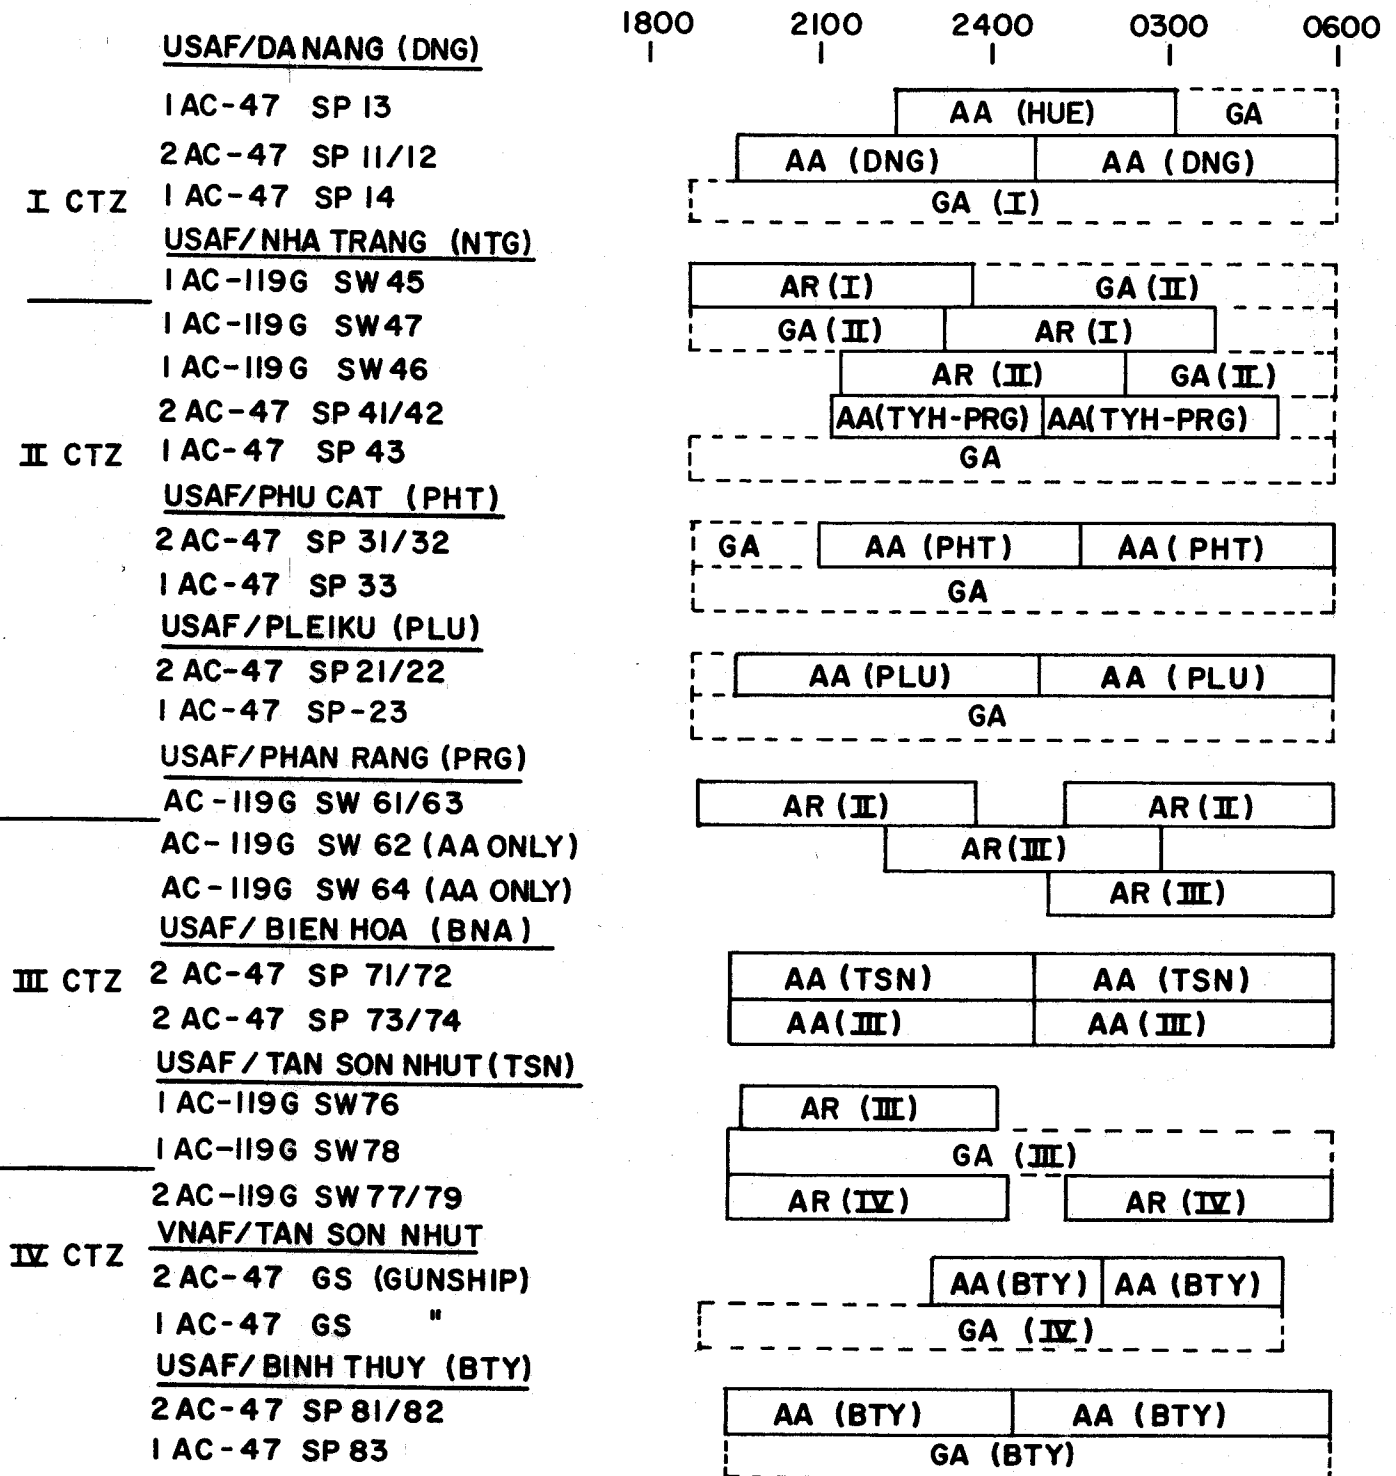 1800 2100 2400 0300 0600
USAF/DA NANG (DNG)
1 AC-47 SP 13 AA (HUE) GA
2 AC-47 SP 11/12 AA (DNG) AA (DNG)
I CTZ 1 AC-47 SP 14 GA (I)
USAF/NHA TRANG (NTG)
1 AC-119G SW 45 AR (I) GA (II)
1 AC-119G SW 47 GA (II) AR (I)
1 AC-119G SW 46 AR (II) GA (II)
2 AC-47 SP 41/42 AA(TYH-PRG) AA(TYH-PRG)
II CTZ 1 AC-47 SP 43 GA
USAF/PHU CAT (PHT)
2 AC-47 SP 31/32 GA AA (PHT) AA (PHT)
1 AC-47 SP 33 GA
USAF/PLEIKU (PLU)
2 AC-47 SP 21/22 AA (PLU) AA (PLU)
1 AC-47 SP-23 GA
USAF/PHAN RANG (PRG)
AC-119G SW 61/63 AR (II) AR (II)
AC-119G SW 62 (AA ONLY) AR (III)
AC-119G SW 64 (AA ONLY) AR (III)
USAF/BIEN HOA (BNA)
III CTZ 2 AC-47 SP 71/72 AA (TSN) AA (TSN)
2 AC-47 SP 73/74 AA (III) AA (III)
USAF/TAN SON NHUT (TSN)
1 AC-119G SW76 AR (III)
1 AC-119G SW78 GA (III)
2 AC-119G SW 77/79 AR (IV) AR (IV)
VNAF/TAN SON NHUT
IV CTZ 2 AC-47 GS (GUNSHIP) AA (BTY) AA (BTY)
1 AC-47 GS " GA (IV)
USAF/BINH THUY (BTY)
2 AC-47 SP 81/82 AA (BTY) AA (BTY)
1 AC-47 SP 83 GA (BTY)